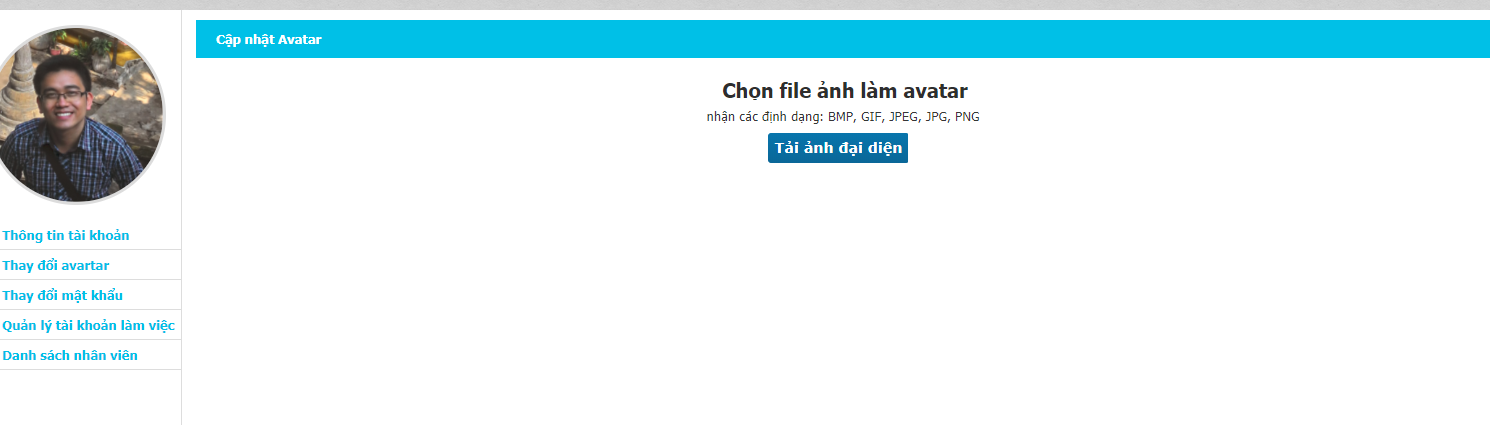 Cập nhật Avatar
Chọn file ảnh làm avatar
nhận các định dạng: BMP, GIF, JPEG, JPG, PNG
Tải ảnh đại diện
Thông tin tài khoản
Thay đổi avartar
Thay đổi mật khẩu
Quản lý tài khoản làm việc
Danh sách nhân viên